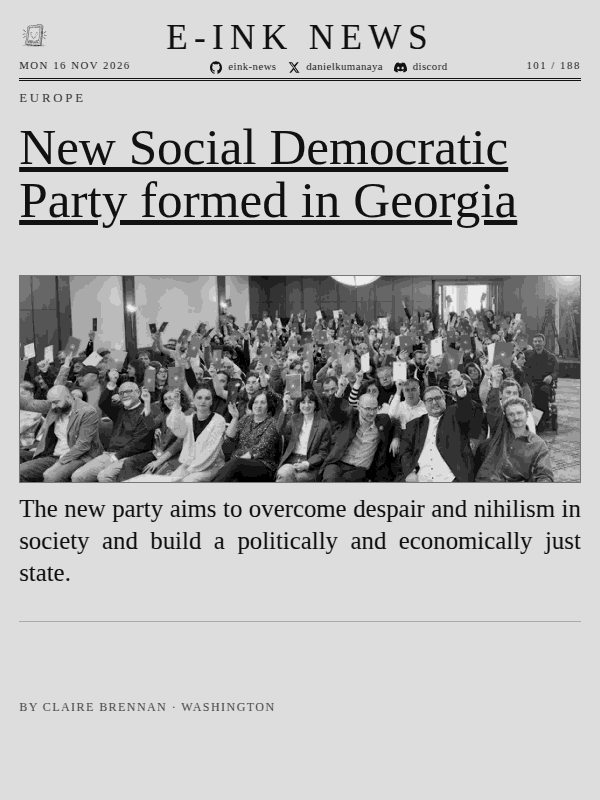 E-INK NEWS
MON 16 NOV 2026
eink-news
danielkumanaya
discord
101 / 188
EUROPE
New Social Democratic
Party formed in Georgia
The new party aims to overcome despair and nihilism in
society and build a politically and economically just
state.
BY CLAIRE BRENNAN · WASHINGTON